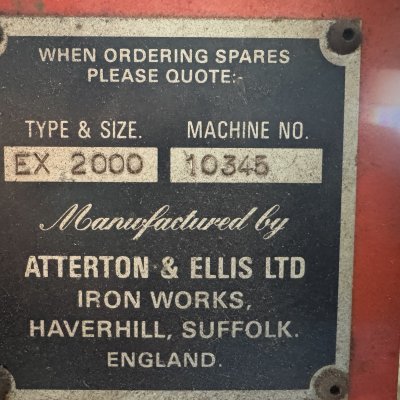 WHEN ORDERING SPARES
PLEASE QUOTE:-
TYPE & SIZE. MACHINE NO.
EX 2000 10345
Manufactured by
ATTERTON & ELLIS LTD
IRON WORKS,
HAVERHILL, SUFFOLK.
ENGLAND.